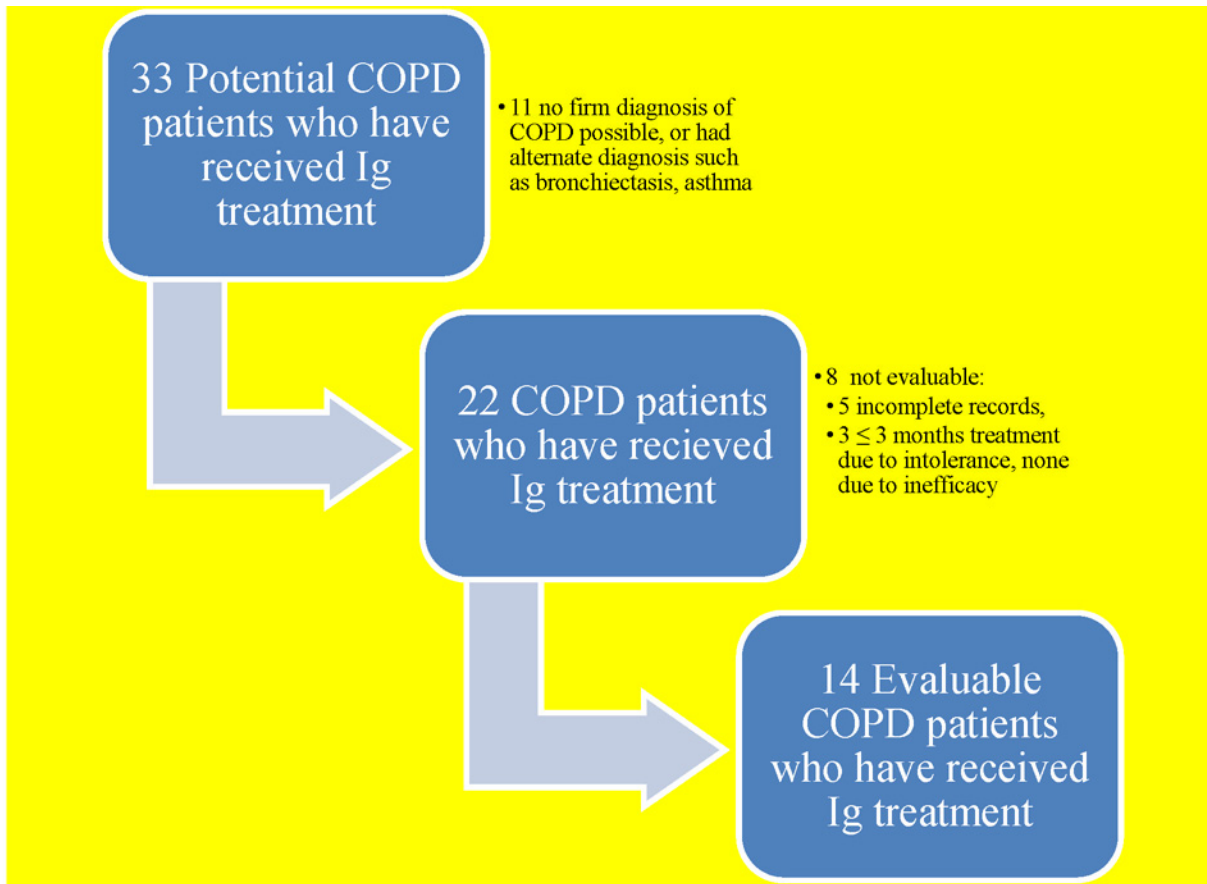 33 Potential COPD
patients who have
received Ig
treatment
• 11 no firm diagnosis of
COPD possible, or had
alternate diagnosis such
as bronchiectasis, asthma
22 COPD patients
who have recieved
Ig treatment
• 8 not evaluable:
• 5 incomplete records,
• 3 ≤ 3 months treatment
due to intolerance, none
due to inefficacy
14 Evaluable
COPD patients
who have received
Ig treatment